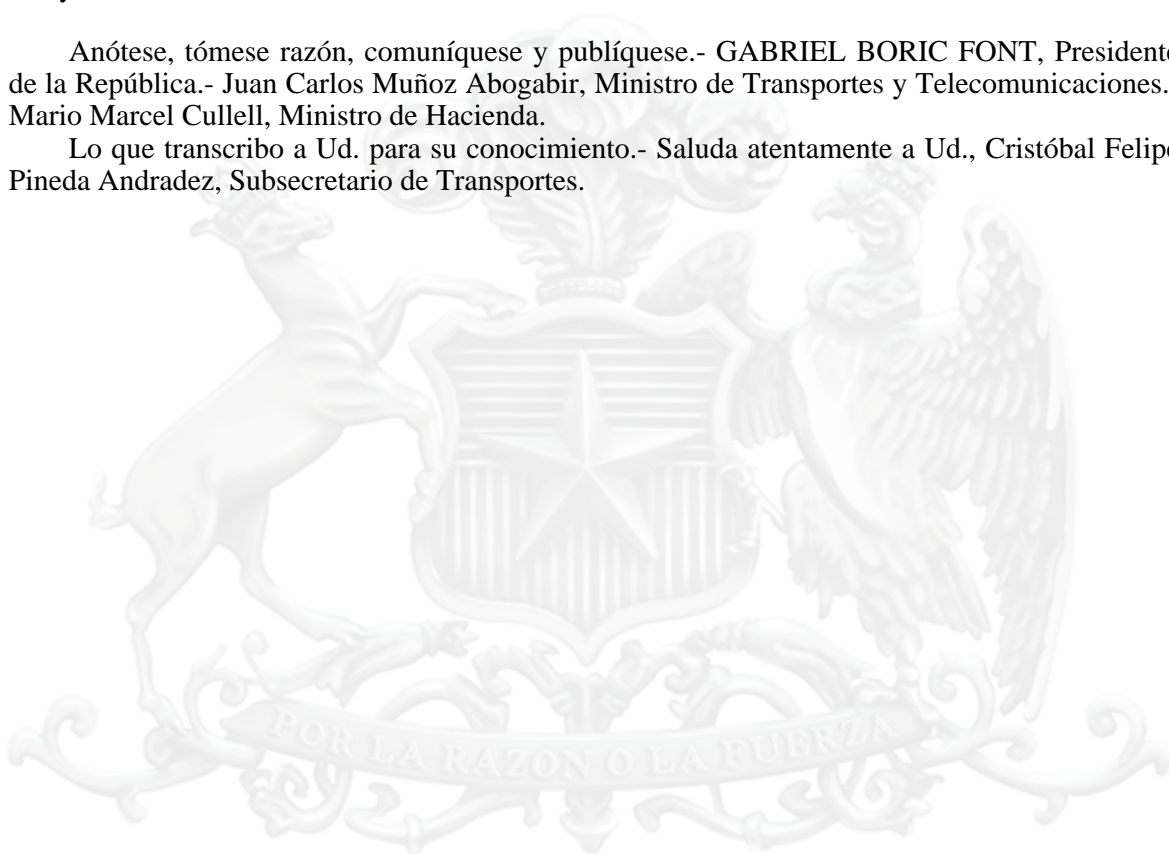 Anótese, tómese razón, comuníquese y publíquese.- GABRIEL BORIC FONT, Presidente
de la República.- Juan Carlos Muñoz Abogabir, Ministro de Transportes y Telecomunicaciones.
Mario Marcel Cullell, Ministro de Hacienda.
Lo que transcribo a Ud. para su conocimiento.- Saluda atentamente a Ud., Cristóbal Felipe
Pineda Andradez, Subsecretario de Transportes.
POR LA RAZON O LA FUERZA